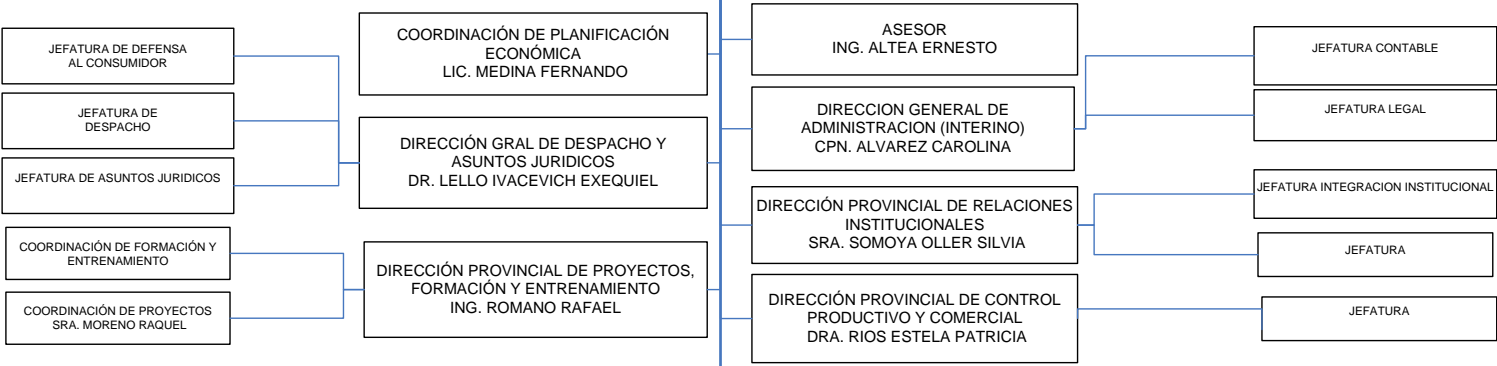 JEFATURA DE DEFENSA
AL CONSUMIDOR
JEFATURA DE
DESPACHO
JEFATURA DE ASUNTOS JURIDICOS
COORDINACIÓN DE FORMACIÓN Y
ENTRENAMIENTO
COORDINACIÓN DE PROYECTOS
SRA. MORENO RAQUEL
COORDINACIÓN DE PLANIFICACIÓN
ECONÓMICA
LIC. MEDINA FERNANDO
DIRECCIÓN GRAL DE DESPACHO Y
ASUNTOS JURIDICOS
DR. LELLO IVACEVICH EXEQUIEL
DIRECCIÓN PROVINCIAL DE PROYECTOS,
FORMACIÓN Y ENTRENAMIENTO
ING. ROMANO RAFAEL
ASESOR
ING. ALTEA ERNESTO
DIRECCION GENERAL DE
ADMINISTRACION (INTERINO)
CPN. ALVAREZ CAROLINA
DIRECCIÓN PROVINCIAL DE RELACIONES
INSTITUCIONALES
SRA. SOMOYA OLLER SILVIA
DIRECCIÓN PROVINCIAL DE CONTROL
PRODUCTIVO Y COMERCIAL
DRA. RIOS ESTELA PATRICIA
JEFATURA CONTABLE
JEFATURA LEGAL
JEFATURA INTEGRACION INSTITUCIONAL
JEFATURA
JEFATURA